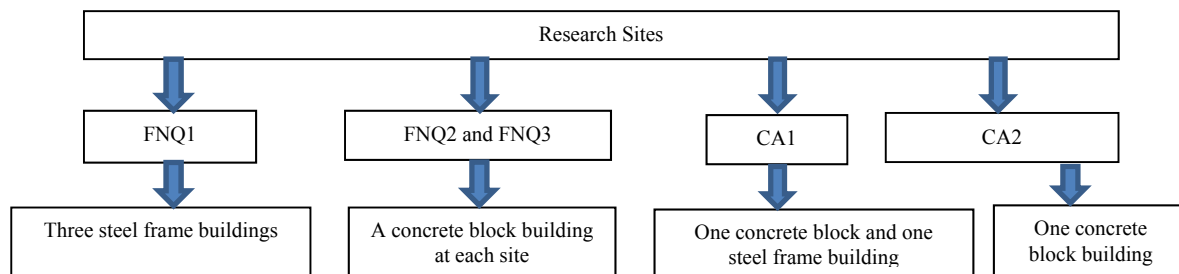 Research Sites
FNQ1
FNQ2 and FNQ3
CA1
CA2
Three steel frame buildings
A concrete block building
at each site
One concrete block and one
steel frame building
One concrete
block building